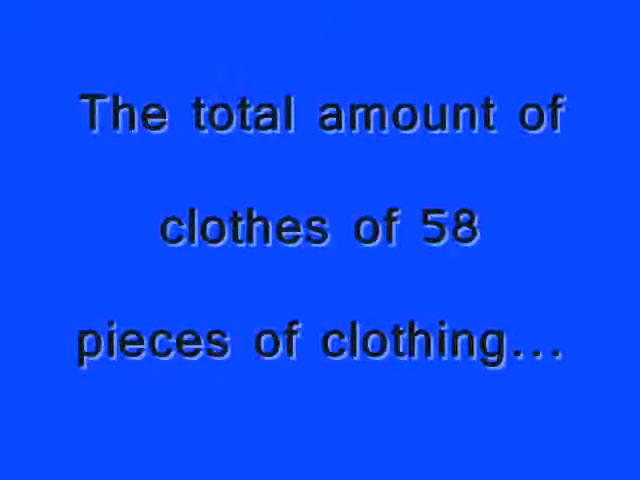 The total amount of
clothes of 58
pieces of clothing...